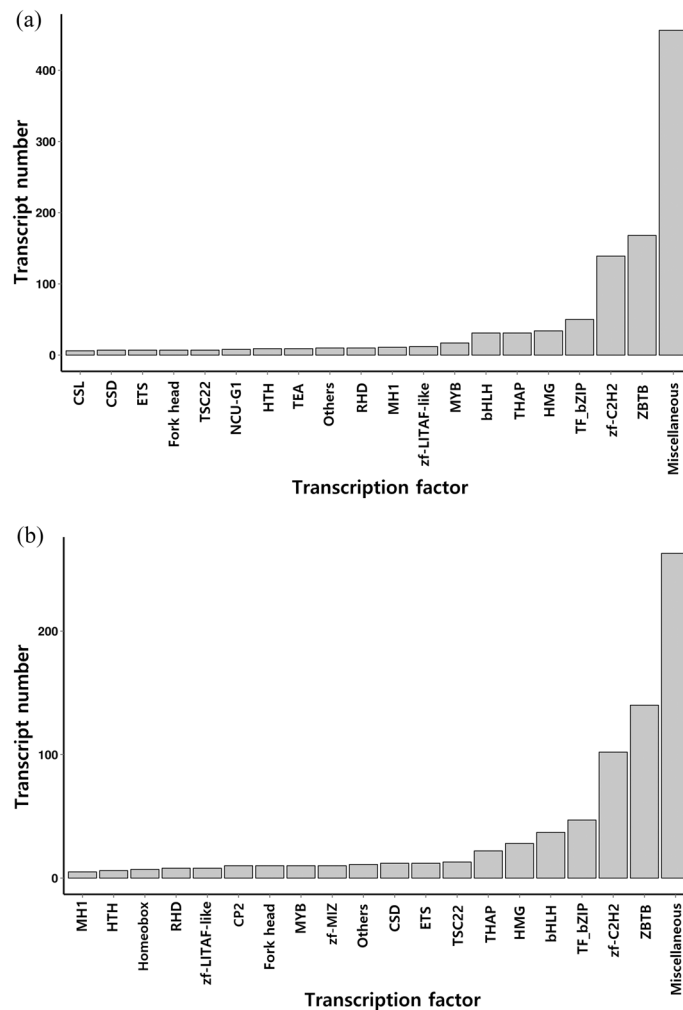 (a)
Transcript number
400
300
200
100
0
CSL
CSD
ETS
Fork head
TSC22
NCU-G1
HTH
TEA
Others
RHD
MH1
zf-LITAF-like
MYB
bHLH
THAP
HMG
TF_bZIP
zf-C2H2
ZBTB
Miscellaneous
Transcription factor
(b)
Transcript number
200
100
0
MH1
HTH
Homeobox
RHD
zf-LITAF-like
CP2
Fork head
MYB
zf-MIZ
Others
CSD
ETS
TSC22
THAP
HMG
bHLH
TF_bZIP
zf-C2H2
ZBTB
Miscellaneous
Transcription factor